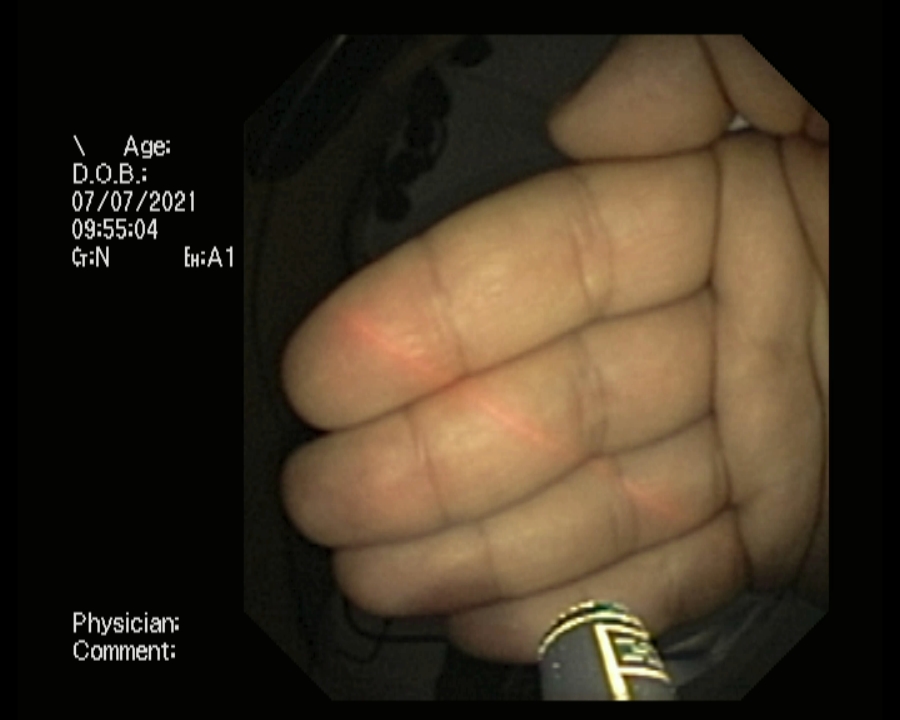 \ Age:
D.O.B.:
07/07/2021
09:55:04
Cr:N EH:A1
Physician:
Comment: